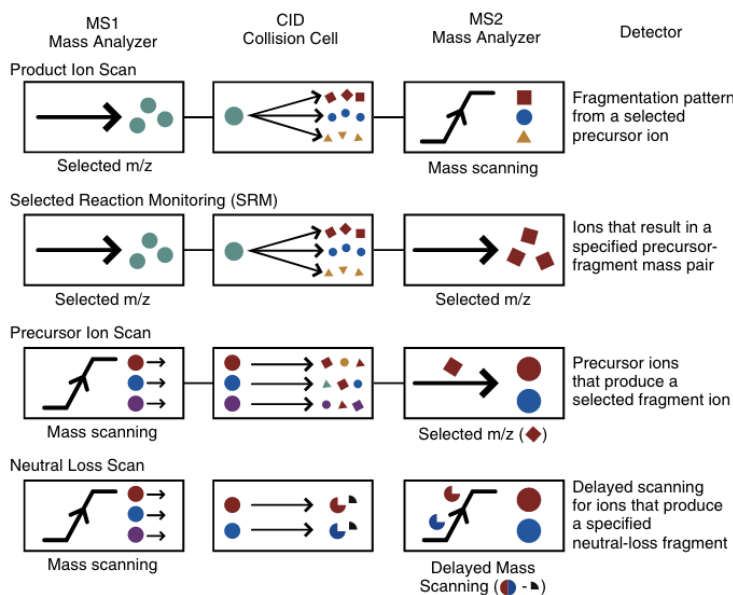 MS1
Mass Analyzer
CID
Collision Cell
MS2
Mass Analyzer
Detector
Product Ion Scan
Selected m/z
Mass scanning
Fragmentation pattern
from a selected
precursor ion
Selected Reaction Monitoring (SRM)
Selected m/z
Selected m/z
Ions that result in a
specified precursor-
fragment mass pair
Precursor Ion Scan
Mass scanning
Selected m/z (◆)
Precursor ions
that produce a
selected fragment ion
Neutral Loss Scan
Mass scanning
Delayed Mass
Scanning ( - )
Delayed scanning
for ions that produce
a specified
neutral-loss fragment